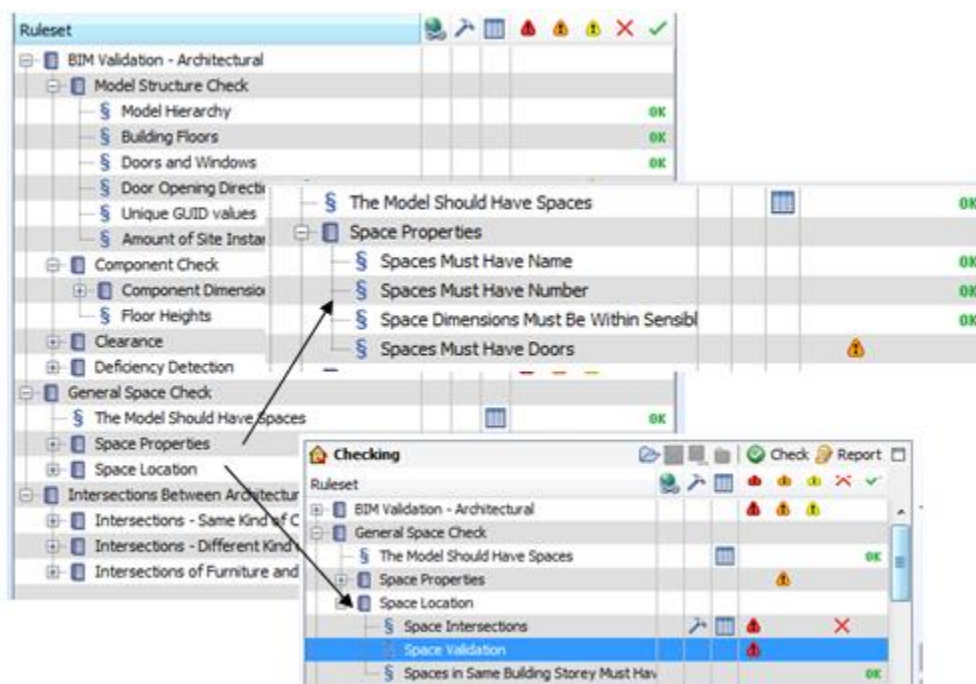 Ruleset
BIM Validation - Architectural
Model Structure Check
§ Model Hierarchy OK
§ Building Floors OK
§ Doors and Windows OK
§ Door Opening Directi
§ Unique GUID values
§ Amount of Site Instar
Component Check
Component Dimension
§ Floor Heights
Clearance
Deficiency Detection
General Space Check
§ The Model Should Have Spaces OK
Space Properties
Space Location
Intersections Between Architectur
Intersections - Same Kind of C
Intersections - Different Kind
Intersections of Furniture and
§ The Model Should Have Spaces OK
Space Properties
§ Spaces Must Have Name OK
§ Spaces Must Have Number OK
§ Space Dimensions Must Be Within Sensibl OK
§ Spaces Must Have Doors
Checking Check Report
Ruleset
BIM Validation - Architectural
General Space Check
§ The Model Should Have Spaces OK
Space Properties
Space Location
§ Space Intersections
§ Space Validation
§ Spaces in Same Building Storey Must Hav OK